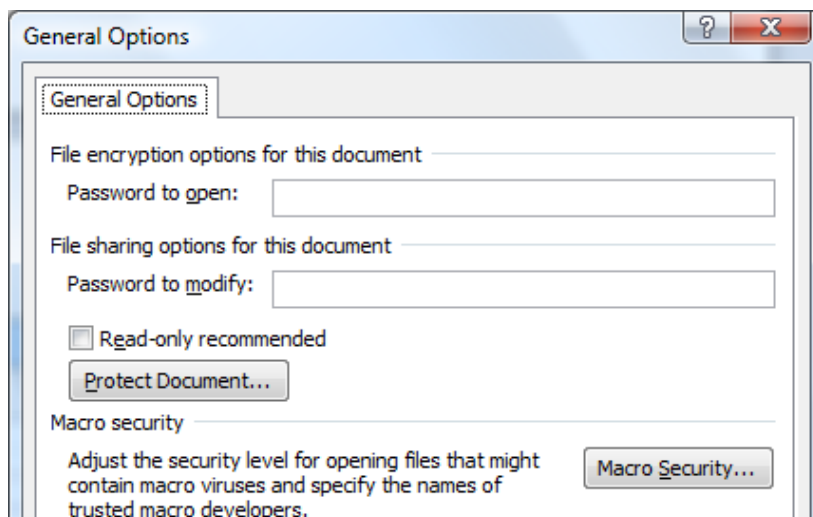 General Options
General Options
File encryption options for this document
Password to open:
File sharing options for this document
Password to modify:
Read-only recommended
Protect Document...
Macro security
Adjust the security level for opening files that might
contain macro viruses and specify the names of
trusted macro developers.
Macro Security...